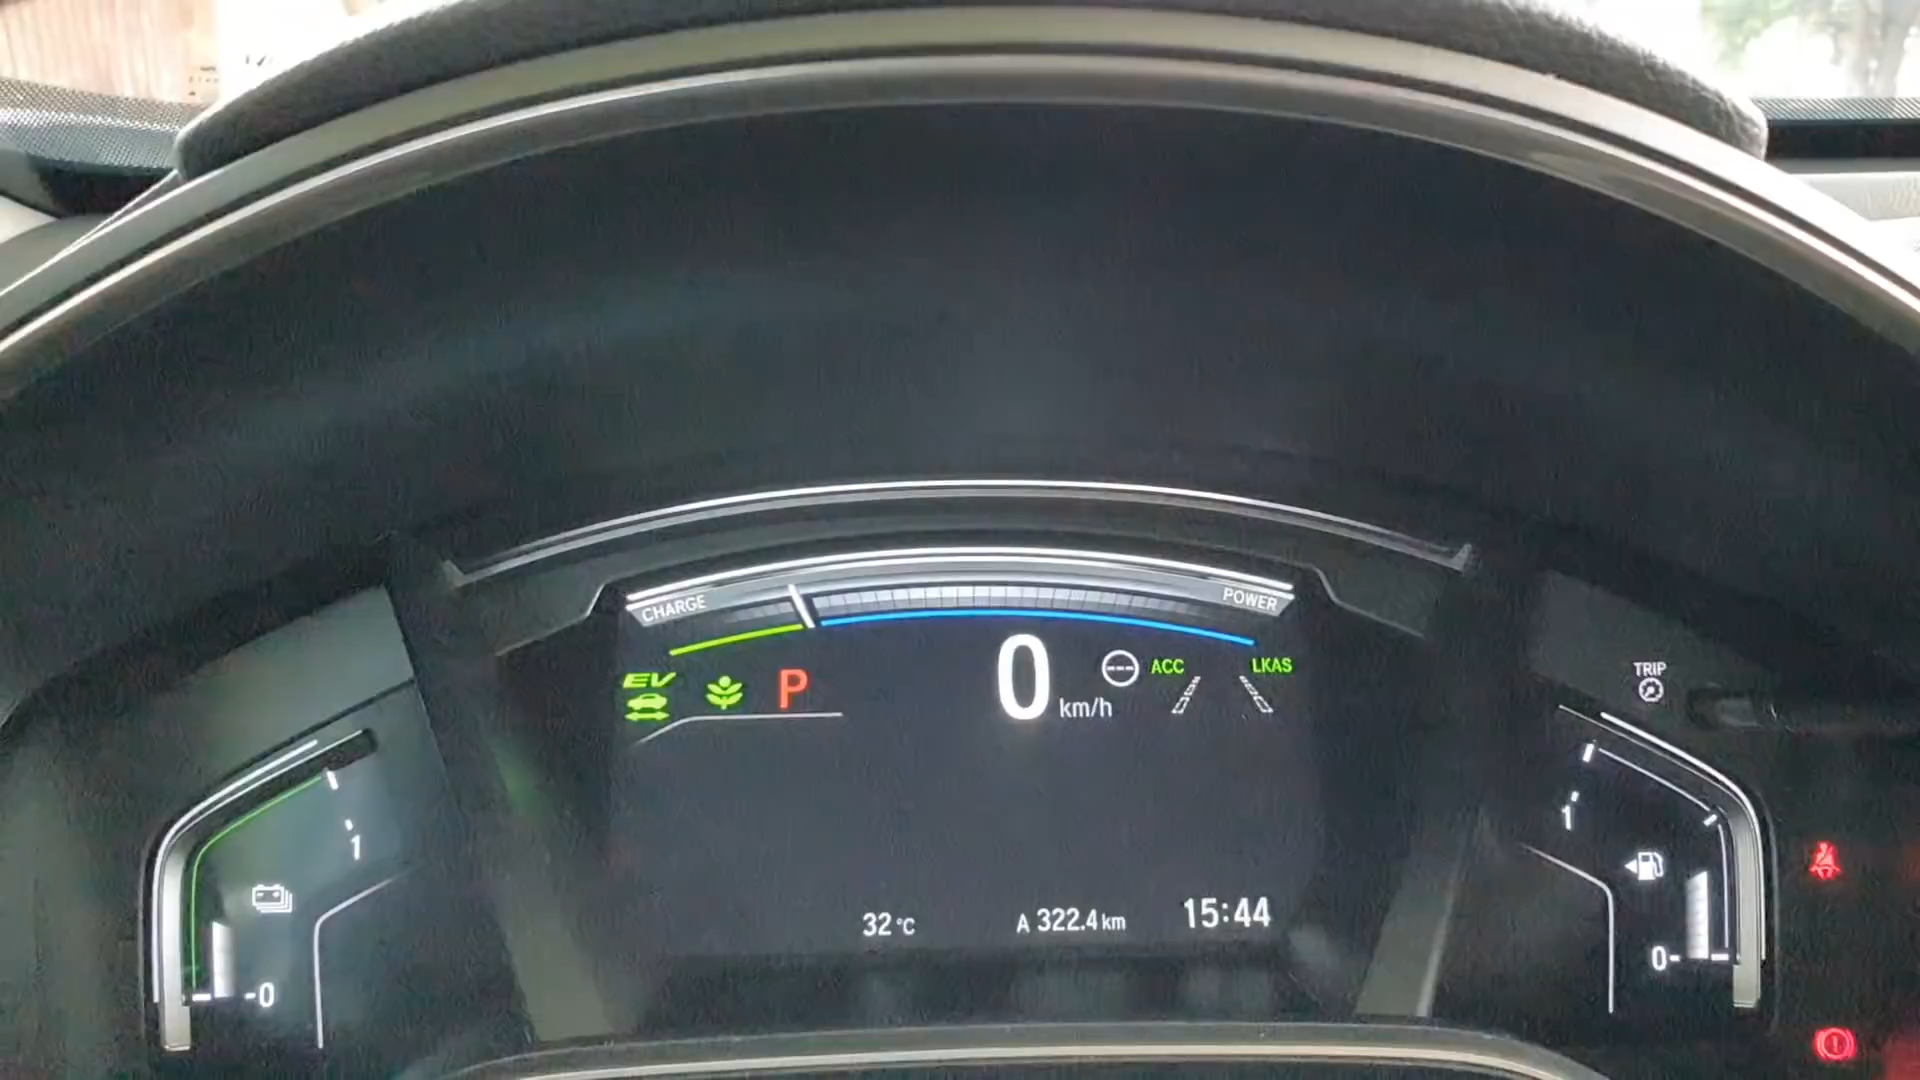 CHARGE
POWER
EV
P
0 km/h
ACC
LKAS
TRIP
1
1
0-
-0
32°C
A 322.4 km
15:44